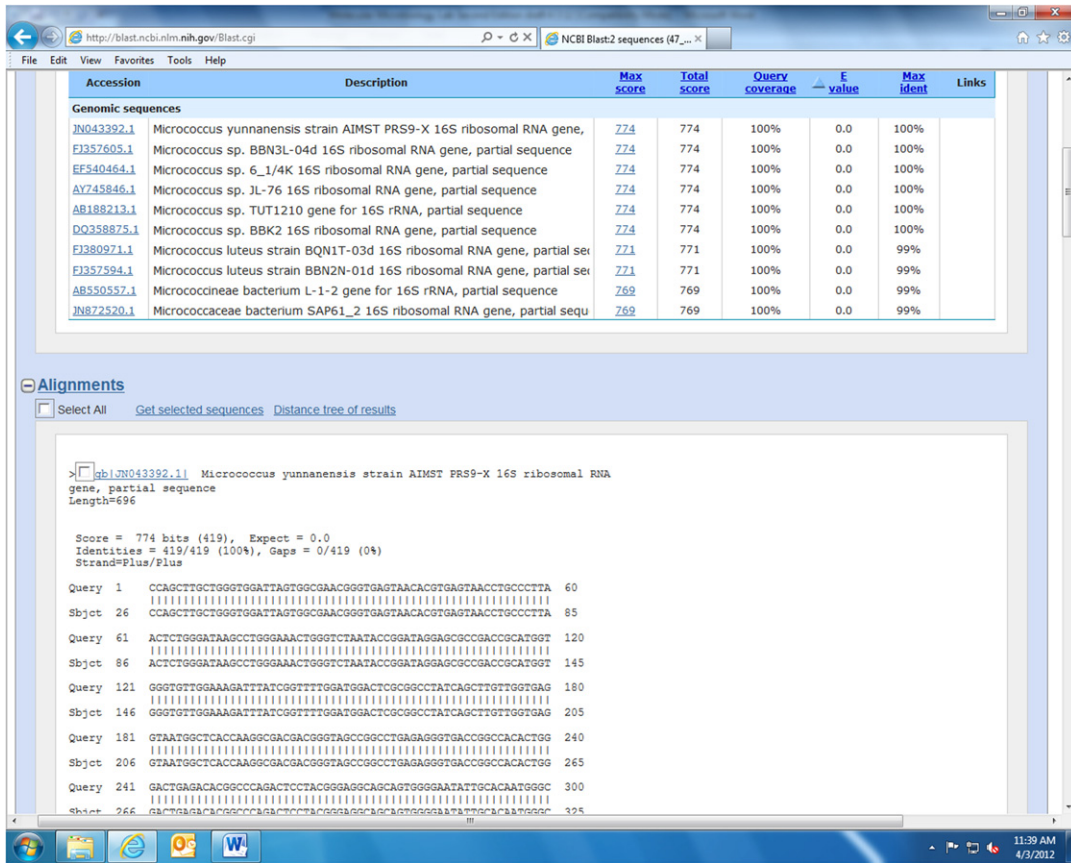 http://blast.ncbi.nlm.nih.gov/Blast.cgi
NCBI Blast:2 sequences (47_...
File Edit View Favorites Tools Help
Accession Description Max score Total score Query coverage E value Max ident Links
Genomic sequences
JN043392.1 Micrococcus yunnanensis strain AIMST PRS9-X 16S ribosomal RNA gene, 774 774 100% 0.0 100%
FJ357605.1 Micrococcus sp. BBN3L-04d 16S ribosomal RNA gene, partial sequence 774 774 100% 0.0 100%
EF540464.1 Micrococcus sp. 6_1/4K 16S ribosomal RNA gene, partial sequence 774 774 100% 0.0 100%
AY745846.1 Micrococcus sp. JL-76 16S ribosomal RNA gene, partial sequence 774 774 100% 0.0 100%
AB188213.1 Micrococcus sp. TUT1210 gene for 16S rRNA, partial sequence 774 774 100% 0.0 100%
DQ358875.1 Micrococcus sp. BBK2 16S ribosomal RNA gene, partial sequence 774 774 100% 0.0 100%
FJ380971.1 Micrococcus luteus strain BQN1T-03d 16S ribosomal RNA gene, partial se 771 771 100% 0.0 99%
FJ357594.1 Micrococcus luteus strain BBN2N-01d 16S ribosomal RNA gene, partial se 771 771 100% 0.0 99%
AB550557.1 Micrococcineae bacterium L-1-2 gene for 16S rRNA, partial sequence 769 769 100% 0.0 99%
JN872520.1 Micrococcaceae bacterium SAP61_2 16S ribosomal RNA gene, partial sequ 769 769 100% 0.0 99%
Alignments
Select All Get selected sequences Distance tree of results
>gb|JN043392.1| Micrococcus yunnanensis strain AIMST PRS9-X 16S ribosomal RNA
gene, partial sequence
Length=696
Score = 774 bits (419), Expect = 0.0
Identities = 419/419 (100%), Gaps = 0/419 (0%)
Strand=Plus/Plus
Query 1 CCAGCTTGCTGGGTGGATTAGTGGCGAACGGGTGAGTAACACGTGAGTAACCTGCCCTTA 60
Sbjct 26 CCAGCTTGCTGGGTGGATTAGTGGCGAACGGGTGAGTAACACGTGAGTAACCTGCCCTTA 85
Query 61 ACTCTGGGATAAGCCTGGGAAACTGGGTCTAATACCGGATAGGAGCGCCGACCGCATGGT 120
Sbjct 86 ACTCTGGGATAAGCCTGGGAAACTGGGTCTAATACCGGATAGGAGCGCCGACCGCATGGT 145
Query 121 GGGTGTTGGAAAGATTTATCGGTTTTGGATGGACTCGCGGCCTATCAGCTTGTTGGTGAG 180
Sbjct 146 GGGTGTTGGAAAGATTTATCGGTTTTGGATGGACTCGCGGCCTATCAGCTTGTTGGTGAG 205
Query 181 GTAATGGCTCACCAAGGCGACGACGGGTAGCCGGCCTGAGAGGGTGACCGGCCACACTGG 240
Sbjct 206 GTAATGGCTCACCAAGGCGACGACGGGTAGCCGGCCTGAGAGGGTGACCGGCCACACTGG 265
Query 241 GACTGAGACACGGCCCAGACTCCTACGGGAGGCAGCAGTGGGGAATATTGCACAATGGGC 300
Sbjct 266 GACTGAGACACGGCCCAGACTCCTACGGGAGGCAGCAGTGGGGAATATTGCACAATGGGC 325
11:39 AM
4/3/2012